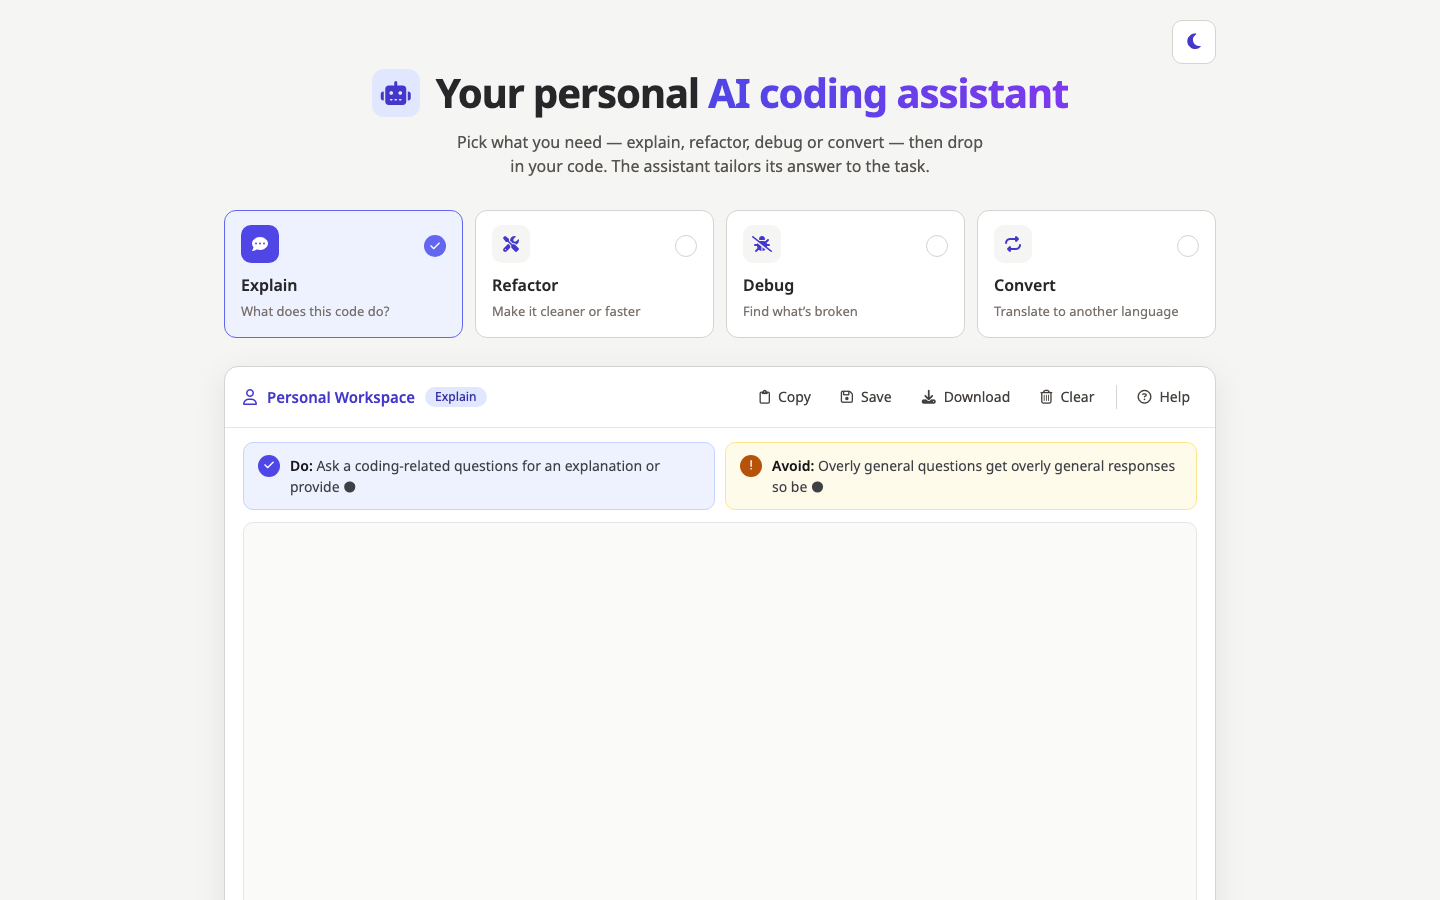 Your personal AI coding assistant
Pick what you need — explain, refactor, debug or convert — then drop
in your code. The assistant tailors its answer to the task.
Explain
What does this code do?
Refactor
Make it cleaner or faster
Debug
Find what’s broken
Convert
Translate to another language
Personal Workspace
Explain
Copy
Save
Download
Clear
Help
Do: Ask a coding-related questions for an explanation or
provide
Avoid: Overly general questions get overly general responses
so be